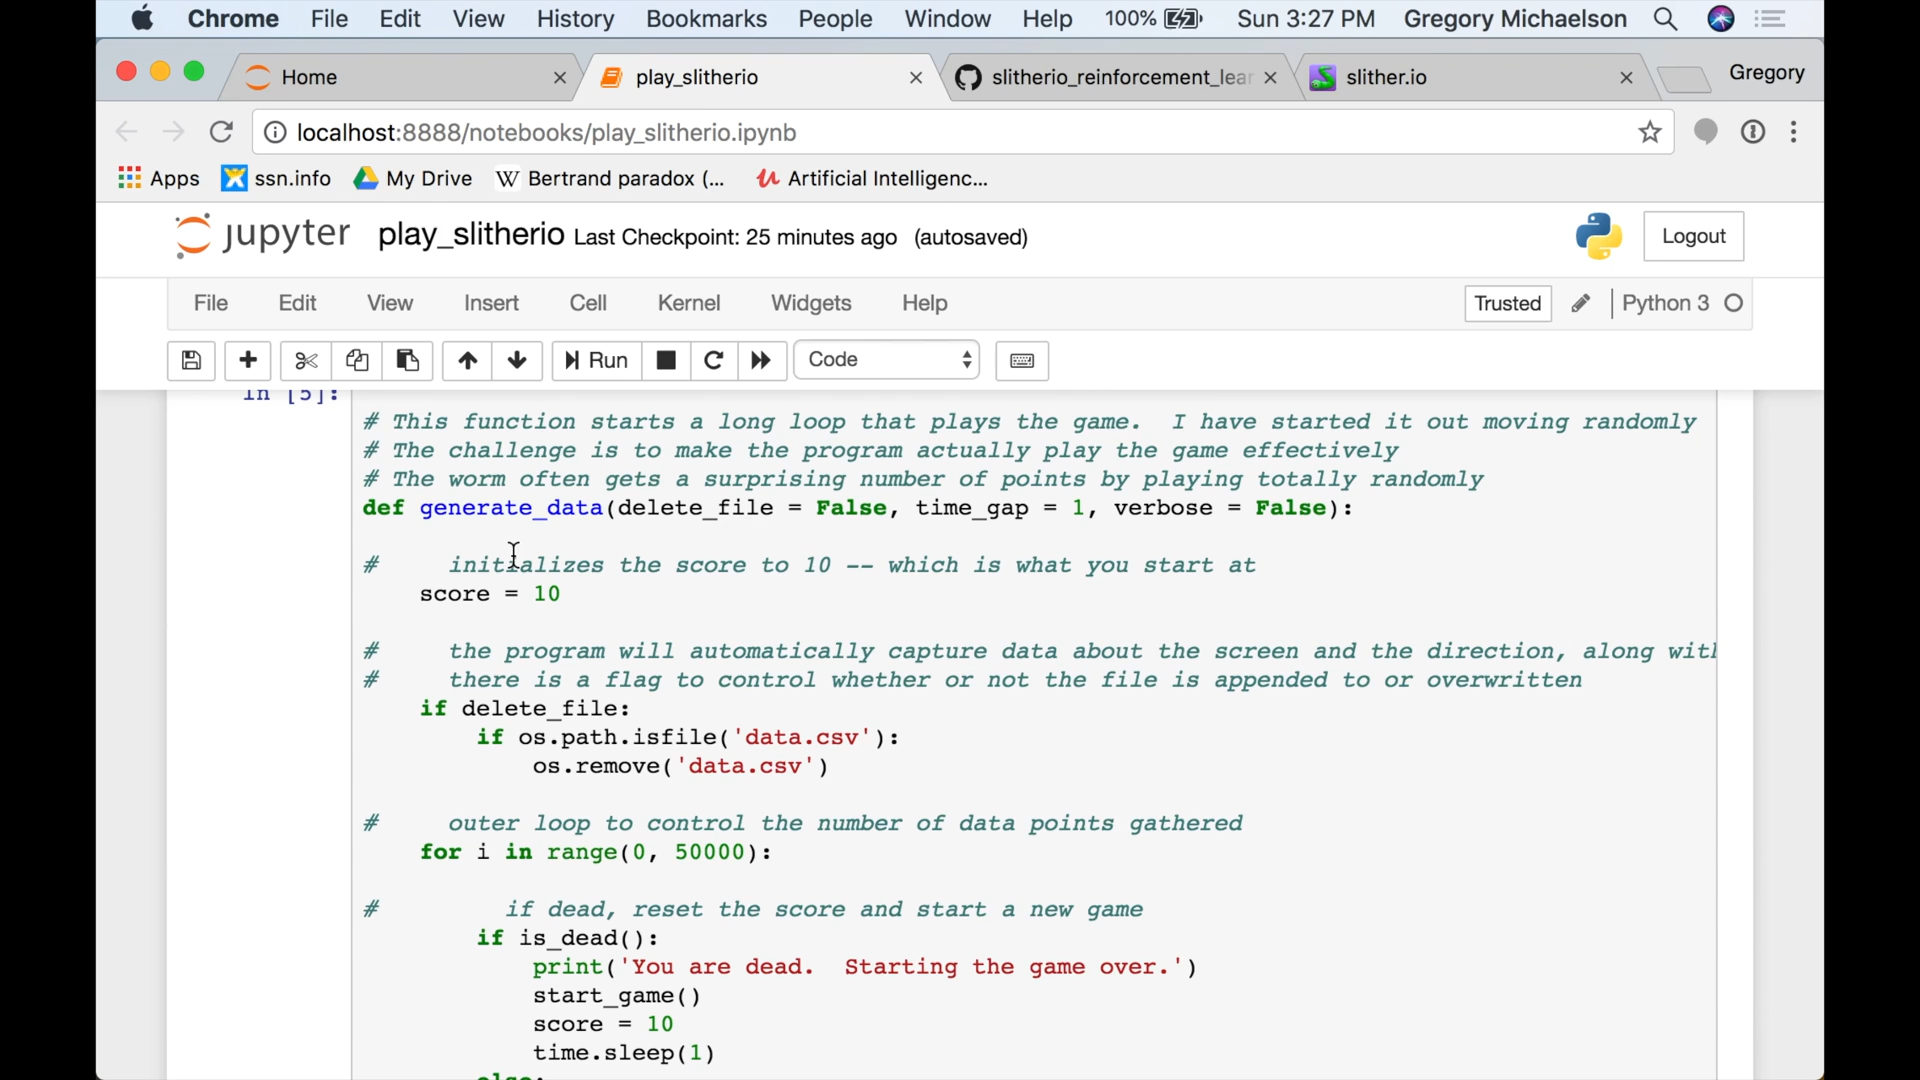 Chrome File Edit View History Bookmarks People Window Help 100% Sun 3:27 PM Gregory Michaelson
Home play_slitherio slitherio_reinforcement_lear slither.io Gregory
localhost:8888/notebooks/play_slitherio.ipynb
Apps ssn.info My Drive W Bertrand paradox (... Artificial Intelligenc...
jupyter play_slitherio Last Checkpoint: 25 minutes ago (autosaved) Logout
File Edit View Insert Cell Kernel Widgets Help Trusted Python 3
Run Code
In [5]:
# This function starts a long loop that plays the game.  I have started it out moving randomly
# The challenge is to make the program actually play the game effectively
# The worm often gets a surprising number of points by playing totally randomly
def generate_data(delete_file = False, time_gap = 1, verbose = False):
#     initializes the score to 10 -- which is what you start at
score = 10
#     the program will automatically capture data about the screen and the direction, along with
#     there is a flag to control whether or not the file is appended to or overwritten
if delete_file:
if os.path.isfile('data.csv'):
os.remove('data.csv')
#     outer loop to control the number of data points gathered
for i in range(0, 50000):
#         if dead, reset the score and start a new game
if is_dead():
print('You are dead.  Starting the game over.')
start_game()
score = 10
time.sleep(1)
else: